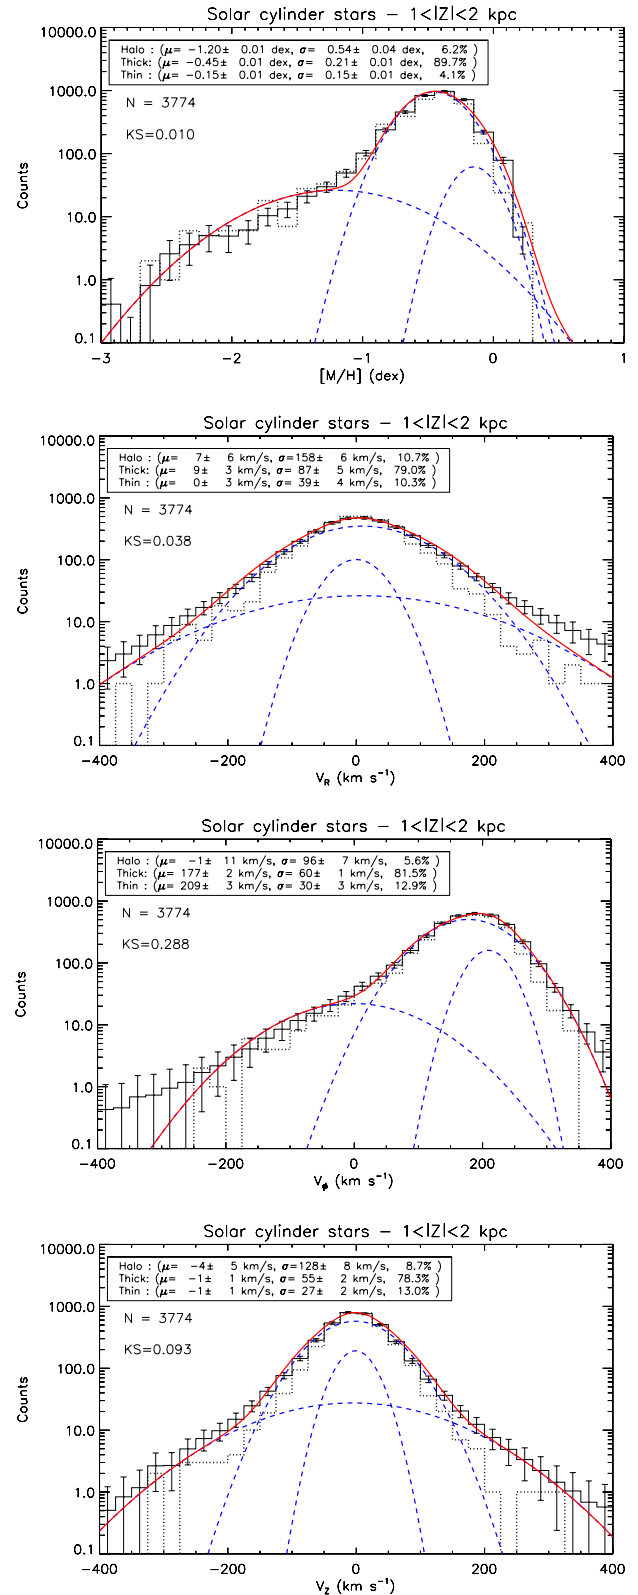 Solar cylinder stars – 1<|Z|<2 kpc
10000.0
Halo : (μ= −1.20± 0.01 dex, σ= 0.54± 0.04 dex, 6.2% )
Thick: (μ= −0.45± 0.01 dex, σ= 0.21± 0.01 dex, 89.7% )
Thin : (μ= −0.15± 0.01 dex, σ= 0.15± 0.01 dex, 4.1% )
1000.0
N = 3774
KS=0.010
100.0
Counts
10.0
1.0
0.1
−3 −2 −1 0 1
[M/H] (dex)
Solar cylinder stars – 1<|Z|<2 kpc
10000.0
Halo : (μ= 7± 6 km/s, σ=158± 6 km/s, 10.7% )
Thick: (μ= 9± 3 km/s, σ= 87± 5 km/s, 79.0% )
Thin : (μ= 0± 3 km/s, σ= 39± 4 km/s, 10.3% )
1000.0
N = 3774
KS=0.038
100.0
Counts
10.0
1.0
0.1
−400 −200 0 200 400
V_R (km s⁻¹)
Solar cylinder stars – 1<|Z|<2 kpc
10000.0
Halo : (μ= −1± 11 km/s, σ= 96± 7 km/s, 5.6% )
Thick: (μ= 177± 2 km/s, σ= 60± 1 km/s, 81.5% )
Thin : (μ= 209± 3 km/s, σ= 30± 3 km/s, 12.9% )
1000.0
N = 3774
KS=0.288
100.0
Counts
10.0
1.0
0.1
−400 −200 0 200 400
V_ϕ (km s⁻¹)
Solar cylinder stars – 1<|Z|<2 kpc
10000.0
Halo : (μ= −4± 5 km/s, σ=128± 8 km/s, 8.7% )
Thick: (μ= −1± 1 km/s, σ= 55± 2 km/s, 78.3% )
Thin : (μ= −1± 1 km/s, σ= 27± 2 km/s, 13.0% )
1000.0
N = 3774
KS=0.093
100.0
Counts
10.0
1.0
0.1
−400 −200 0 200 400
V_Z (km s⁻¹)